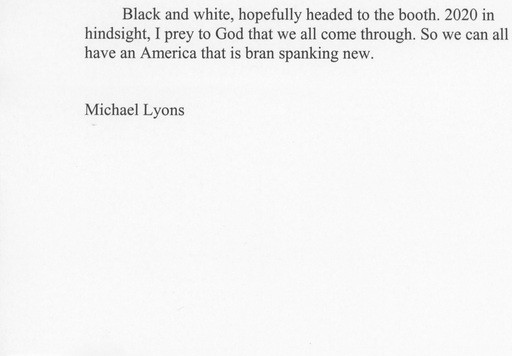 Black and white, hopefully headed to the booth. 2020 in
hindsight, I prey to God that we all come through. So we can all
have an America that is bran spanking new.
Michael Lyons